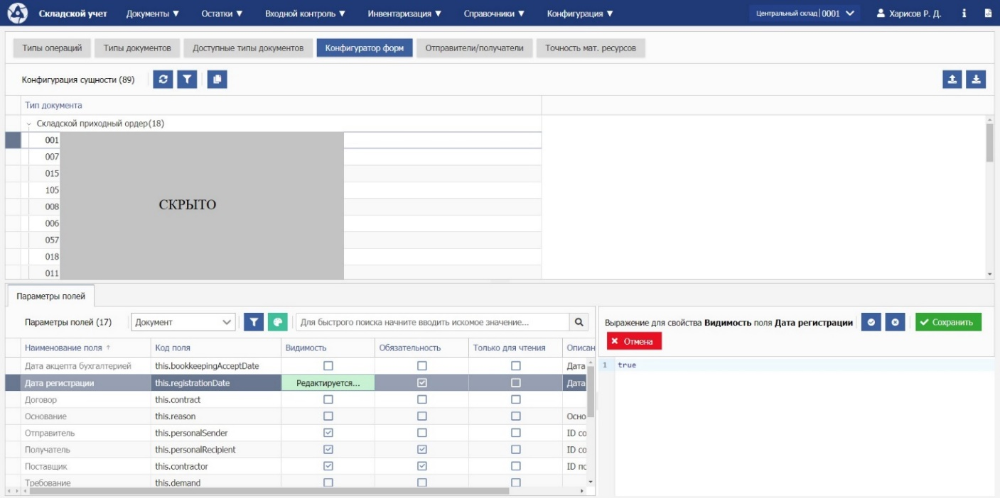 Складской учет Документы ▼ Остатки ▼ Входной контроль ▼ Инвентаризация ▼ Справочники ▼ Конфигурация ▼ Центральный склад | 0001 Харисов Р. Д.
Типы операций Типы документов Доступные типы документов Конфигуратор форм Отправители/получатели Точность мат. ресурсов
Конфигурация сущности (89)
Тип документа
Складской приходный ордер(18)
001
007
015
105
008
006
057
018
011
СКРЫТО
Параметры полей
Параметры полей (17) Документ Для быстрого поиска начните вводить искомое значение...
Наименование поля ↑ Код поля Видимость Обязательность Только для чтения Описан
Дата акцепта бухгалтерией this.bookkeepingAcceptDate Дата
Дата регистрации this.registrationDate Редактируется... Дата
Договор this.contract
Основание this.reason Осно
Отправитель this.personalSender ID со
Получатель this.personalRecipient ID со
Поставщик this.contractor ID по
Требование this.demand
Выражение для свойства Видимость поля Дата регистрации Сохранить
Отмена
1 true